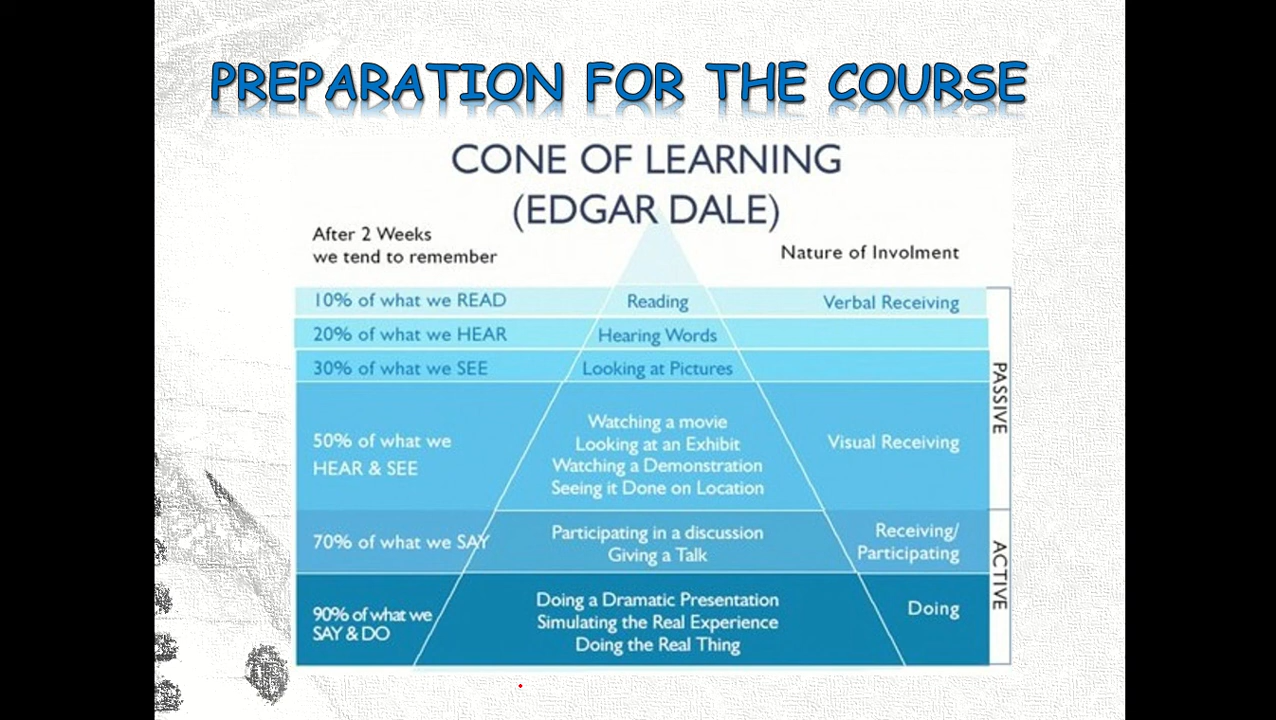 PREPARATION FOR THE COURSE
CONE OF LEARNING
(EDGAR DALE)
After 2 Weeks
we tend to remember
Nature of Involment
10% of what we READ
Reading
Verbal Receiving
20% of what we HEAR
Hearing Words
30% of what we SEE
Looking at Pictures
50% of what we
HEAR & SEE
Watching a movie
Looking at an Exhibit
Watching a Demonstration
Seeing it Done on Location
Visual Receiving
PASSIVE
70% of what we SAY
Participating in a discussion
Giving a Talk
Receiving/
Participating
90% of what we
SAY & DO
Doing a Dramatic Presentation
Simulating the Real Experience
Doing the Real Thing
Doing
ACTIVE